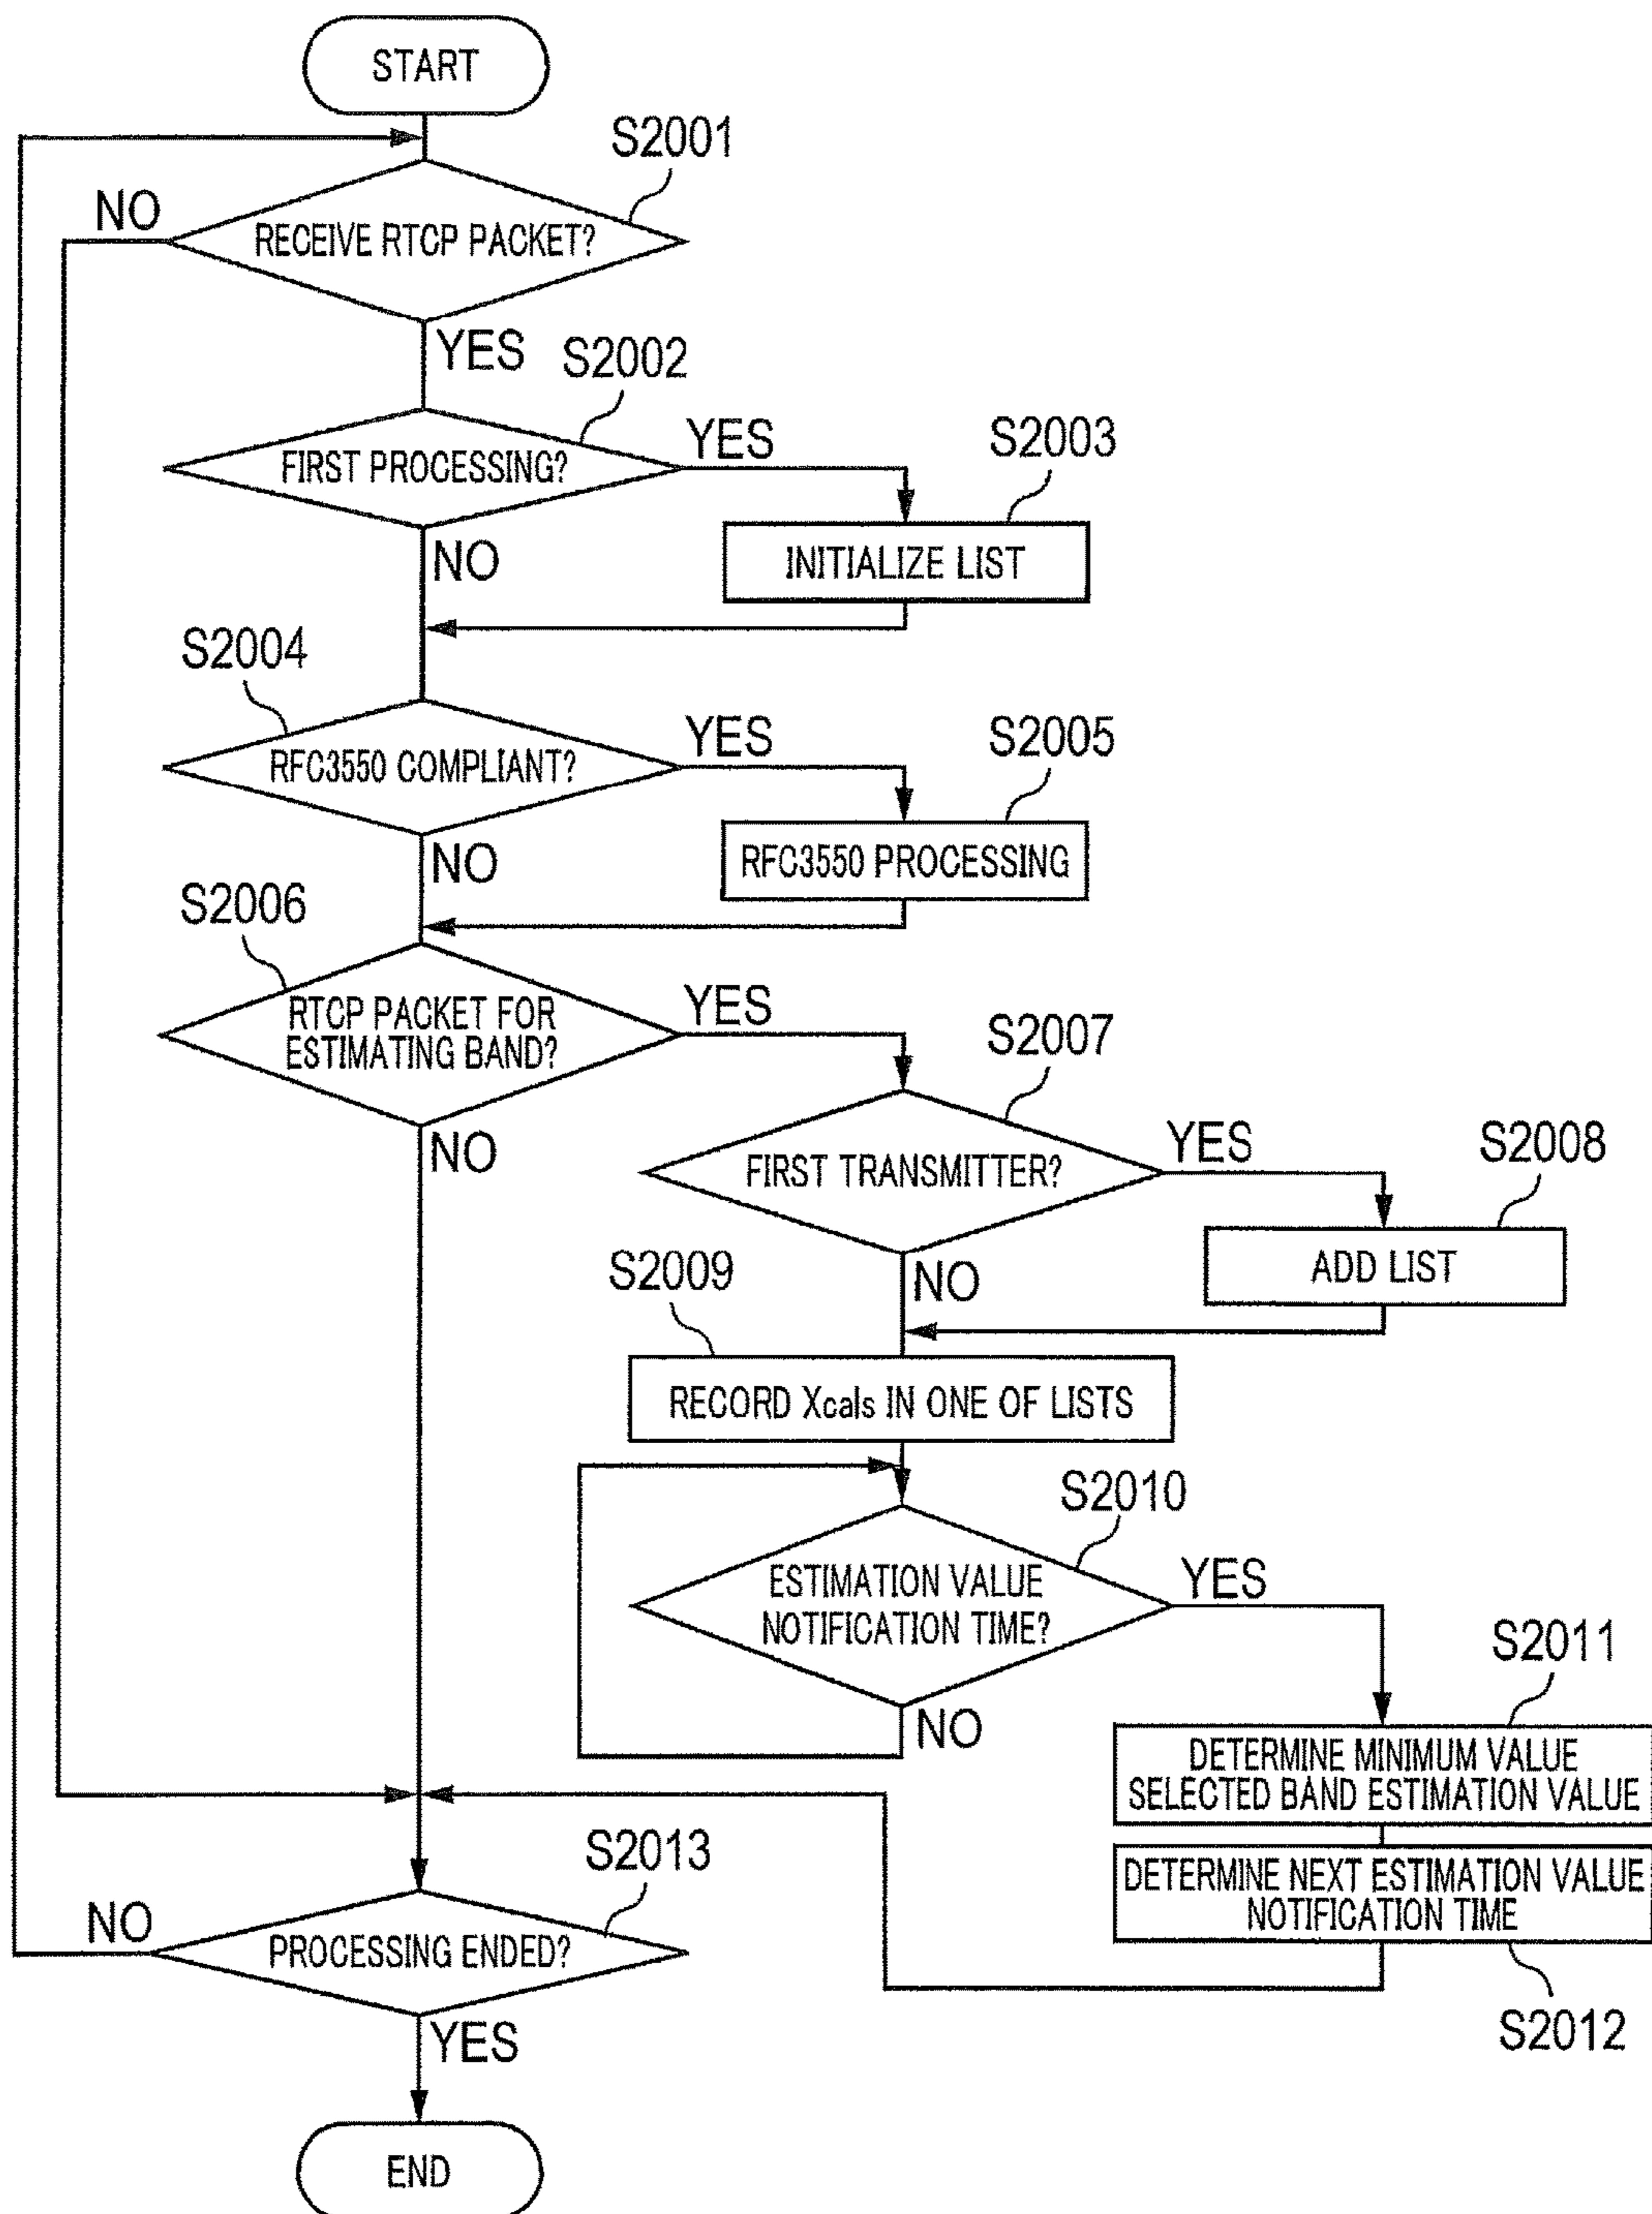 START
S2001
NO
RECEIVE RTCP PACKET?
YES
S2002
FIRST PROCESSING?
YES
S2003
INITIALIZE LIST
NO
S2004
RFC3550 COMPLIANT?
YES
S2005
RFC3550 PROCESSING
NO
S2006
RTCP PACKET FOR
ESTIMATING BAND?
YES
NO
S2007
FIRST TRANSMITTER?
YES
S2008
ADD LIST
NO
S2009
RECORD Xcals IN ONE OF LISTS
S2010
ESTIMATION VALUE
NOTIFICATION TIME?
YES
NO
S2011
DETERMINE MINIMUM VALUE
SELECTED BAND ESTIMATION VALUE
DETERMINE NEXT ESTIMATION VALUE
NOTIFICATION TIME
S2012
S2013
NO
PROCESSING ENDED?
YES
END